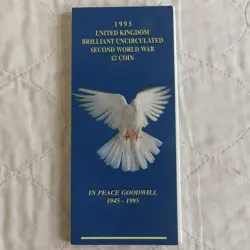 1995
UNITED KINGDOM
BRILLIANT UNCIRCULATED
SECOND WORLD WAR
£2 COIN
IN PEACE GOODWILL
1945 - 1995